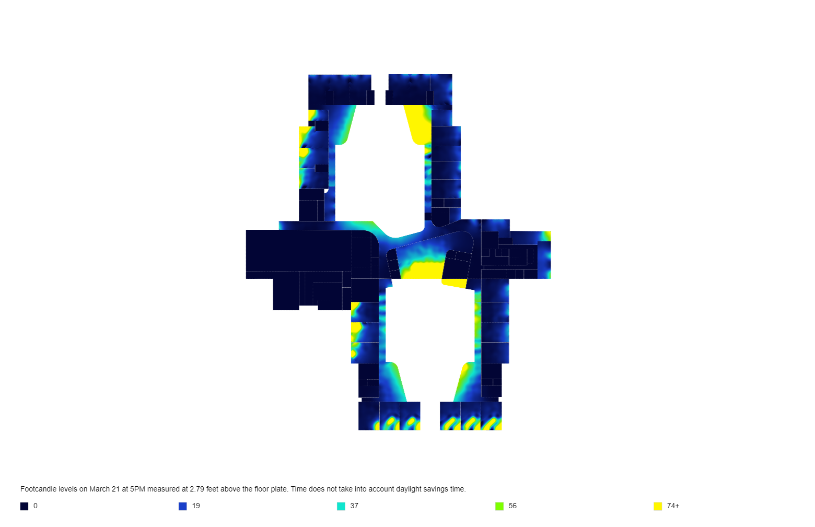 Footcandle levels on March 21 at 5PM measured at 2.79 feet above the floor plate. Time does not take into account daylight savings time.
0 19 37 56 74+